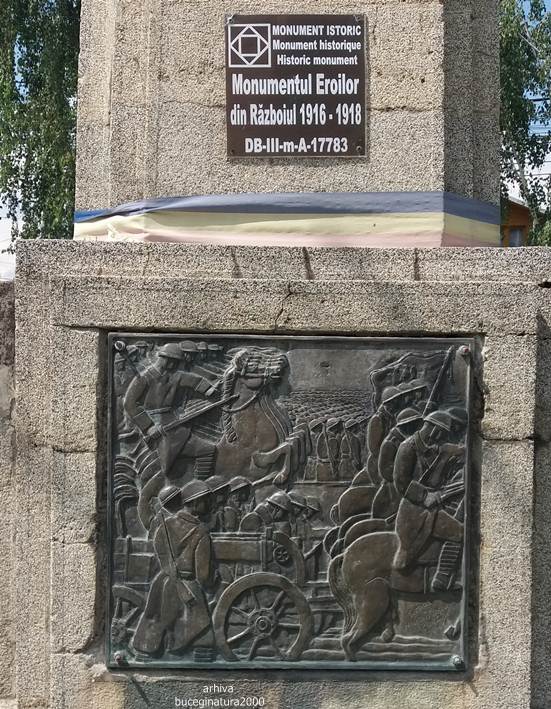 MONUMENT ISTORIC
Monument historique
Historic monument
Monumentul Eroilor
din Războiul 1916 - 1918
DB-III-m-A-17783
arhiva
buceginatura2000